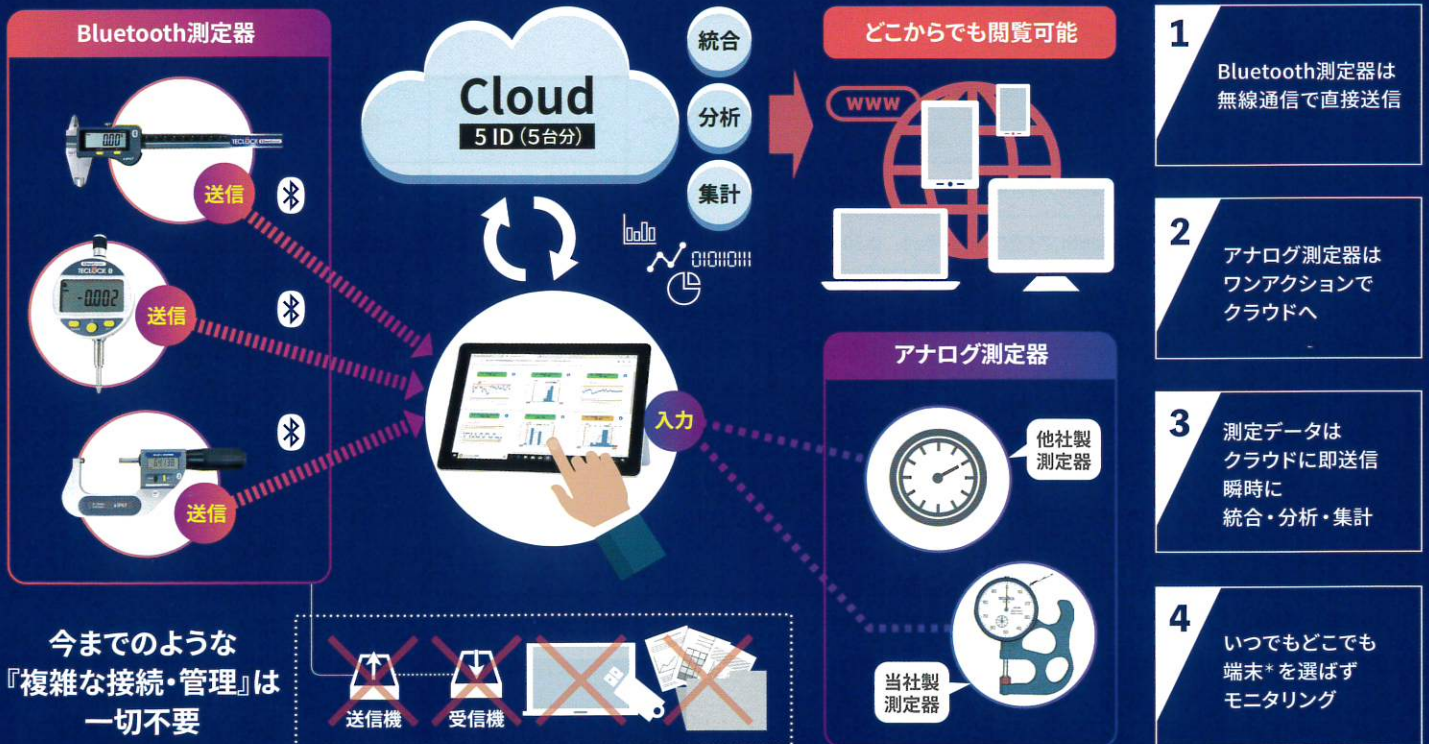 Bluetooth測定器
0.00
TECLOCK
送信
TECLOCK
-0.002
送信
送信
Cloud
5 ID（5台分）
統合
分析
集計
01011011
入力
どこからでも閲覧可能
www
アナログ測定器
他社製
測定器
当社製
測定器
1
Bluetooth測定器は
無線通信で直接送信
2
アナログ測定器は
ワンアクションで
クラウドへ
3
測定データは
クラウドに即送信
瞬時に
統合・分析・集計
4
いつでもどこでも
端末*を選ばず
モニタリング
今までのような
『複雑な接続・管理』は
一切不要
送信機
受信機